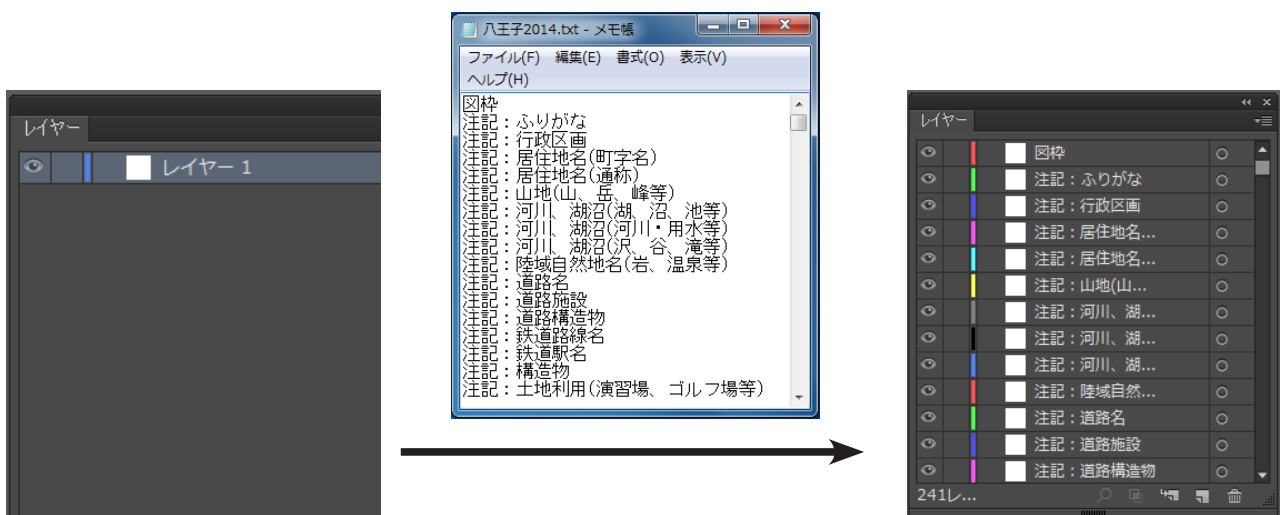 レイヤー
レイヤー 1
八王子2014.txt - メモ帳
ファイル(F) 編集(E) 書式(O) 表示(V)
ヘルプ(H)
図枠
注記：ふりがな
注記：行政区画
注記：居住地名(町字名)
注記：居住地名(通称)
注記：山地(山、岳、峰等)
注記：河川、湖沼(湖、沼、池等)
注記：河川、湖沼(河川・用水等)
注記：河川、湖沼(沢、谷、滝等)
注記：陸域自然地名(岩、温泉等)
注記：道路名
注記：道路施設
注記：道路構造物
注記：鉄道路線名
注記：鉄道駅名
注記：構造物
注記：土地利用(演習場、ゴルフ場等)
レイヤー
図枠
注記：ふりがな
注記：行政区画
注記：居住地名...
注記：居住地名...
注記：山地(山...
注記：河川、湖...
注記：河川、湖...
注記：河川、湖...
注記：陸域自然...
注記：道路名
注記：道路施設
注記：道路構造物
241レ...